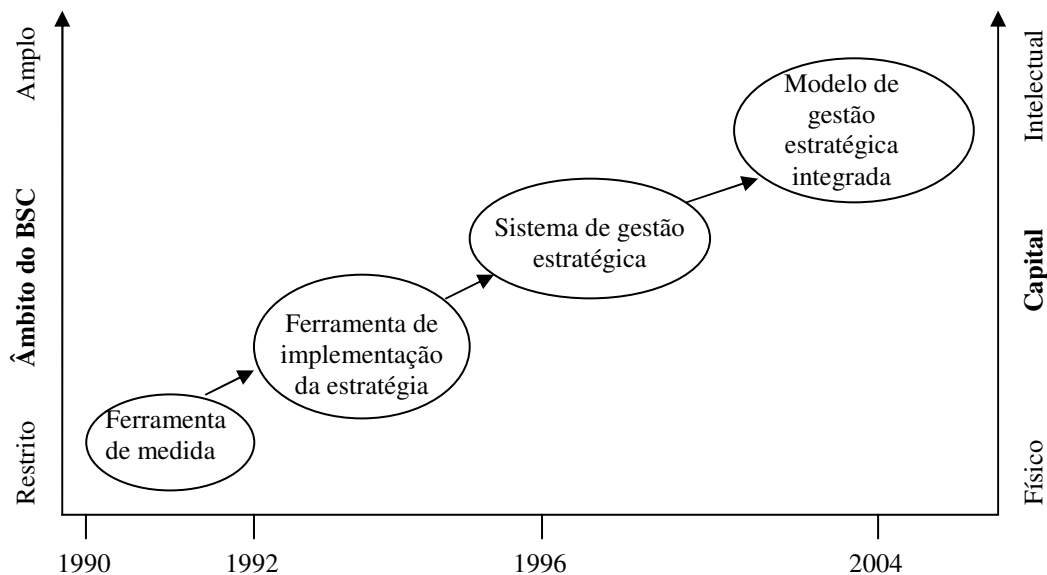 Amplo
Âmbito do BSC
Restrito
Modelo de
gestão
estratégica
integrada
Sistema de gestão
estratégica
Ferramenta de
implementação
da estratégia
Ferramenta
de medida
Intelectual
Capital
Físico
1990
1992
1996
2004